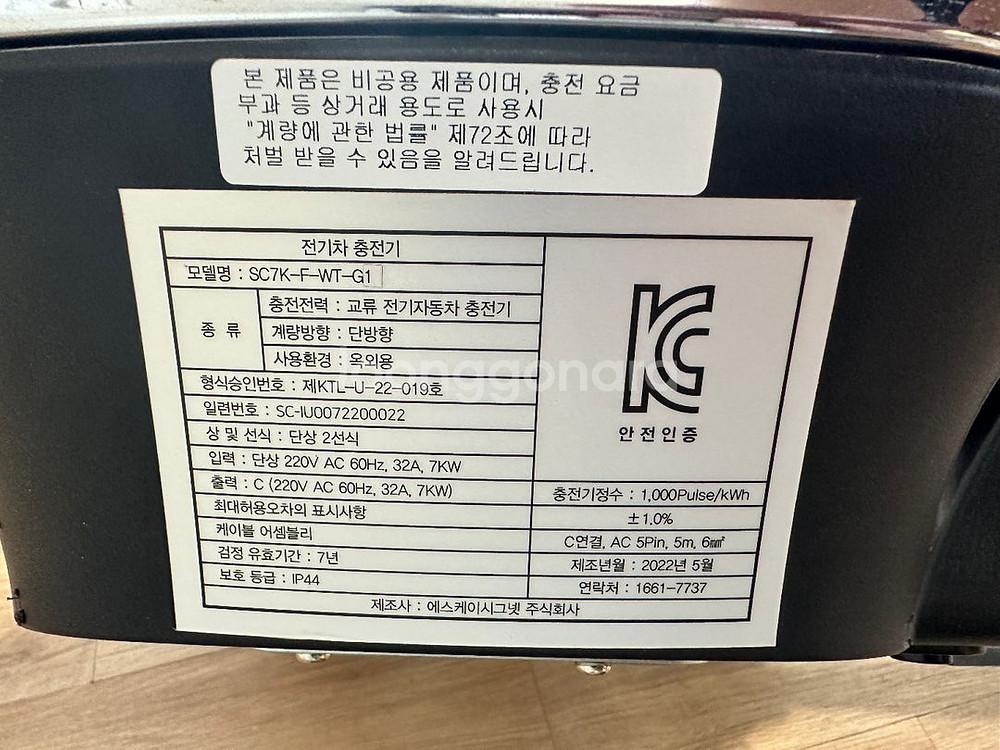 본 제품은 비공용 제품이며, 충전 요금
부과 등 상거래 용도로 사용시
"계량에 관한 법률" 제72조에 따라
처벌 받을 수 있음을 알려드립니다.
전기차 충전기
모델명 : SC7K-F-WT-G1
종 류
충전전력 : 교류 전기자동차 충전기
계량방향 : 단방향
사용환경 : 옥외용
형식승인번호 : 제KTL-U-22-019호
일련번호 : SC-IU0072200022
상 및 선식 : 단상 2선식
입력 : 단상 220V AC 60Hz, 32A, 7KW
출력 : C (220V AC 60Hz, 32A, 7KW)
최대허용오차의 표시사항
케이블 어셈블리
검정 유효기간 : 7년
보호 등급 : IP44
KC
안전인증
충전기정수 : 1,000Pulse/kWh
±1.0%
C연결, AC 5Pin, 5m, 6㎟
제조년월 : 2022년 5월
연락처 : 1661-7737
제조사 : 에스케이시그넷 주식회사
joonggonara